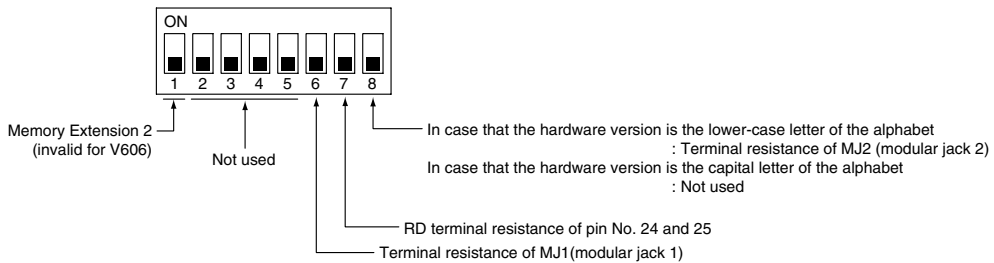 ON
1 2 3 4 5 6 7 8
Memory Extension 2
(invalid for V606)
Not used
In case that the hardware version is the lower-case letter of the alphabet
: Terminal resistance of MJ2 (modular jack 2)
In case that the hardware version is the capital letter of the alphabet
: Not used
RD terminal resistance of pin No. 24 and 25
Terminal resistance of MJ1(modular jack 1)